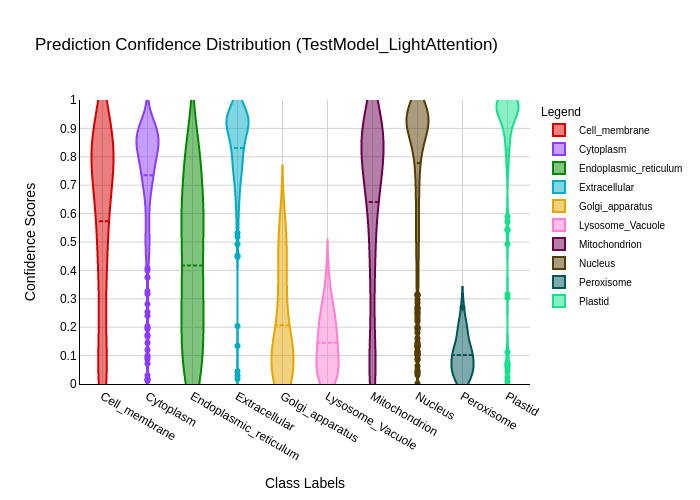 Prediction Confidence Distribution (TestModel_LightAttention)
Legend
Cell_membrane
Cytoplasm
Endoplasmic_reticulum
Extracellular
Golgi_apparatus
Lysosome_Vacuole
Mitochondrion
Nucleus
Peroxisome
Plastid
Confidence Scores
1
0.9
0.8
0.7
0.6
0.5
0.4
0.3
0.2
0.1
0
Cell_membrane
Cytoplasm
Endoplasmic_reticulum
Extracellular
Golgi_apparatus
Lysosome_Vacuole
Mitochondrion
Nucleus
Peroxisome
Plastid
Class Labels